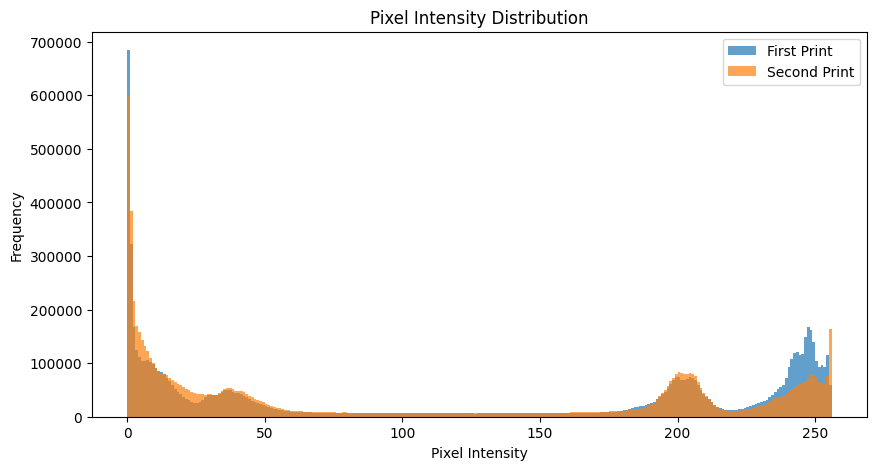 Pixel Intensity Distribution
First Print
Second Print
700000
600000
500000
400000
300000
200000
100000
0
Frequency
0 50 100 150 200 250
Pixel Intensity